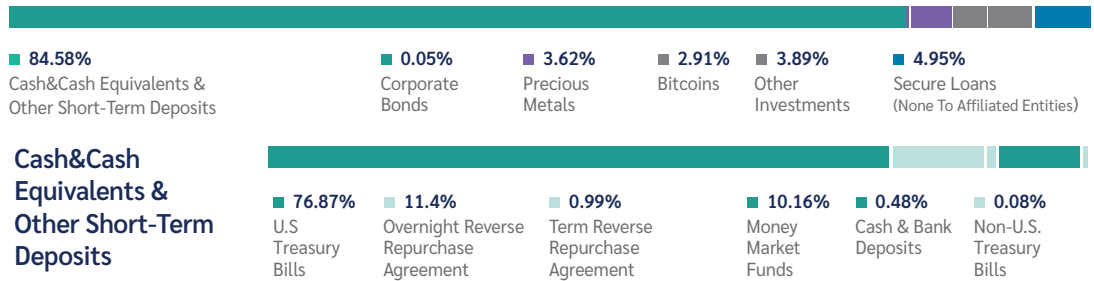 84.58%
Cash&Cash Equivalents &
Other Short-Term Deposits
0.05%
Corporate
Bonds
3.62%
Precious
Metals
2.91%
Bitcoins
3.89%
Other
Investments
4.95%
Secure Loans
(None To Affiliated Entities)
Cash&Cash
Equivalents &
Other Short-Term
Deposits
76.87%
U.S
Treasury
Bills
11.4%
Overnight Reverse
Repurchase
Agreement
0.99%
Term Reverse
Repurchase
Agreement
10.16%
Money
Market
Funds
0.48%
Cash & Bank
Deposits
0.08%
Non-U.S.
Treasury
Bills